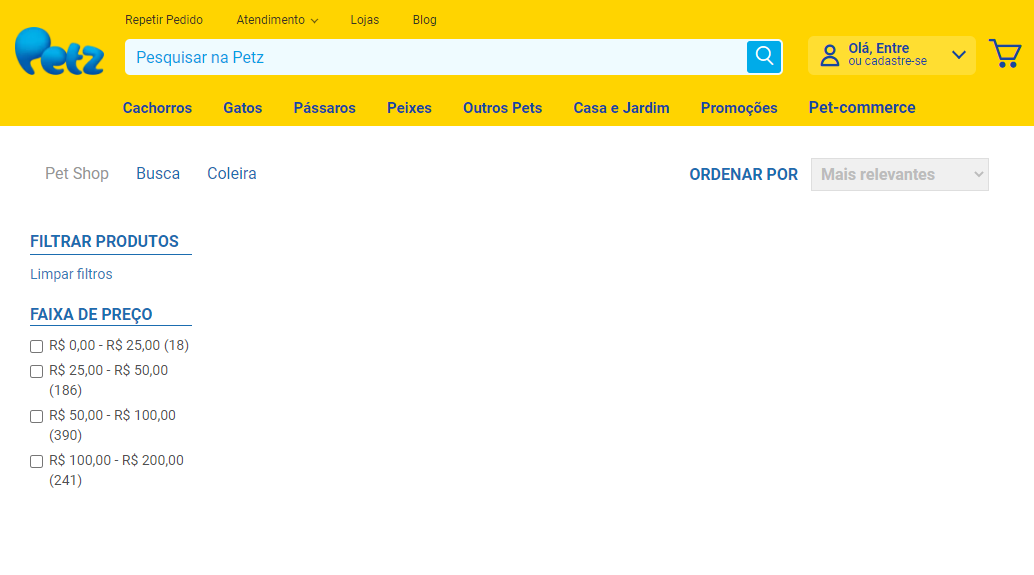 Repetir Pedido Atendimento Lojas Blog
Petz
Pesquisar na Petz
Olá, Entre
ou cadastre-se
Cachorros Gatos Pássaros Peixes Outros Pets Casa e Jardim Promoções Pet-commerce
Pet Shop Busca Coleira
ORDENAR POR Mais relevantes
FILTRAR PRODUTOS
Limpar filtros
FAIXA DE PREÇO
R$ 0,00 - R$ 25,00 (18)
R$ 25,00 - R$ 50,00
(186)
R$ 50,00 - R$ 100,00
(390)
R$ 100,00 - R$ 200,00
(241)